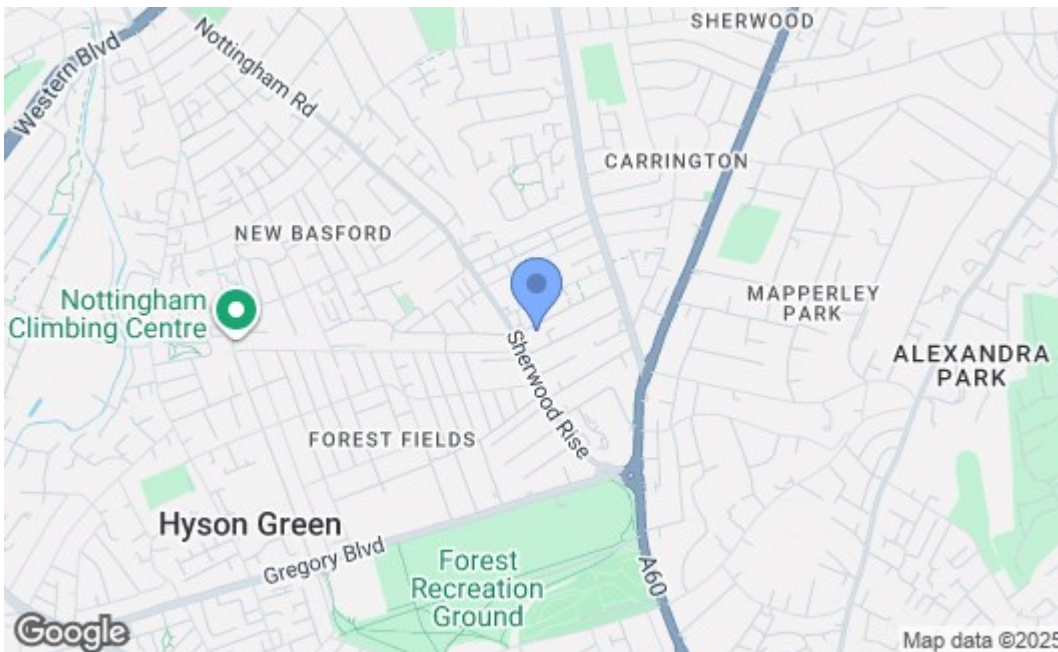 SHERWOOD
Western Blvd
Nottingham Rd
CARRINGTON
NEW BASFORD
Nottingham
Climbing Centre
MAPPERLEY
PARK
Sherwood Rise
ALEXANDRA
PARK
FOREST FIELDS
Hyson Green
Gregory Blvd
Forest
Recreation
Ground
A60
Google
Map data ©2025